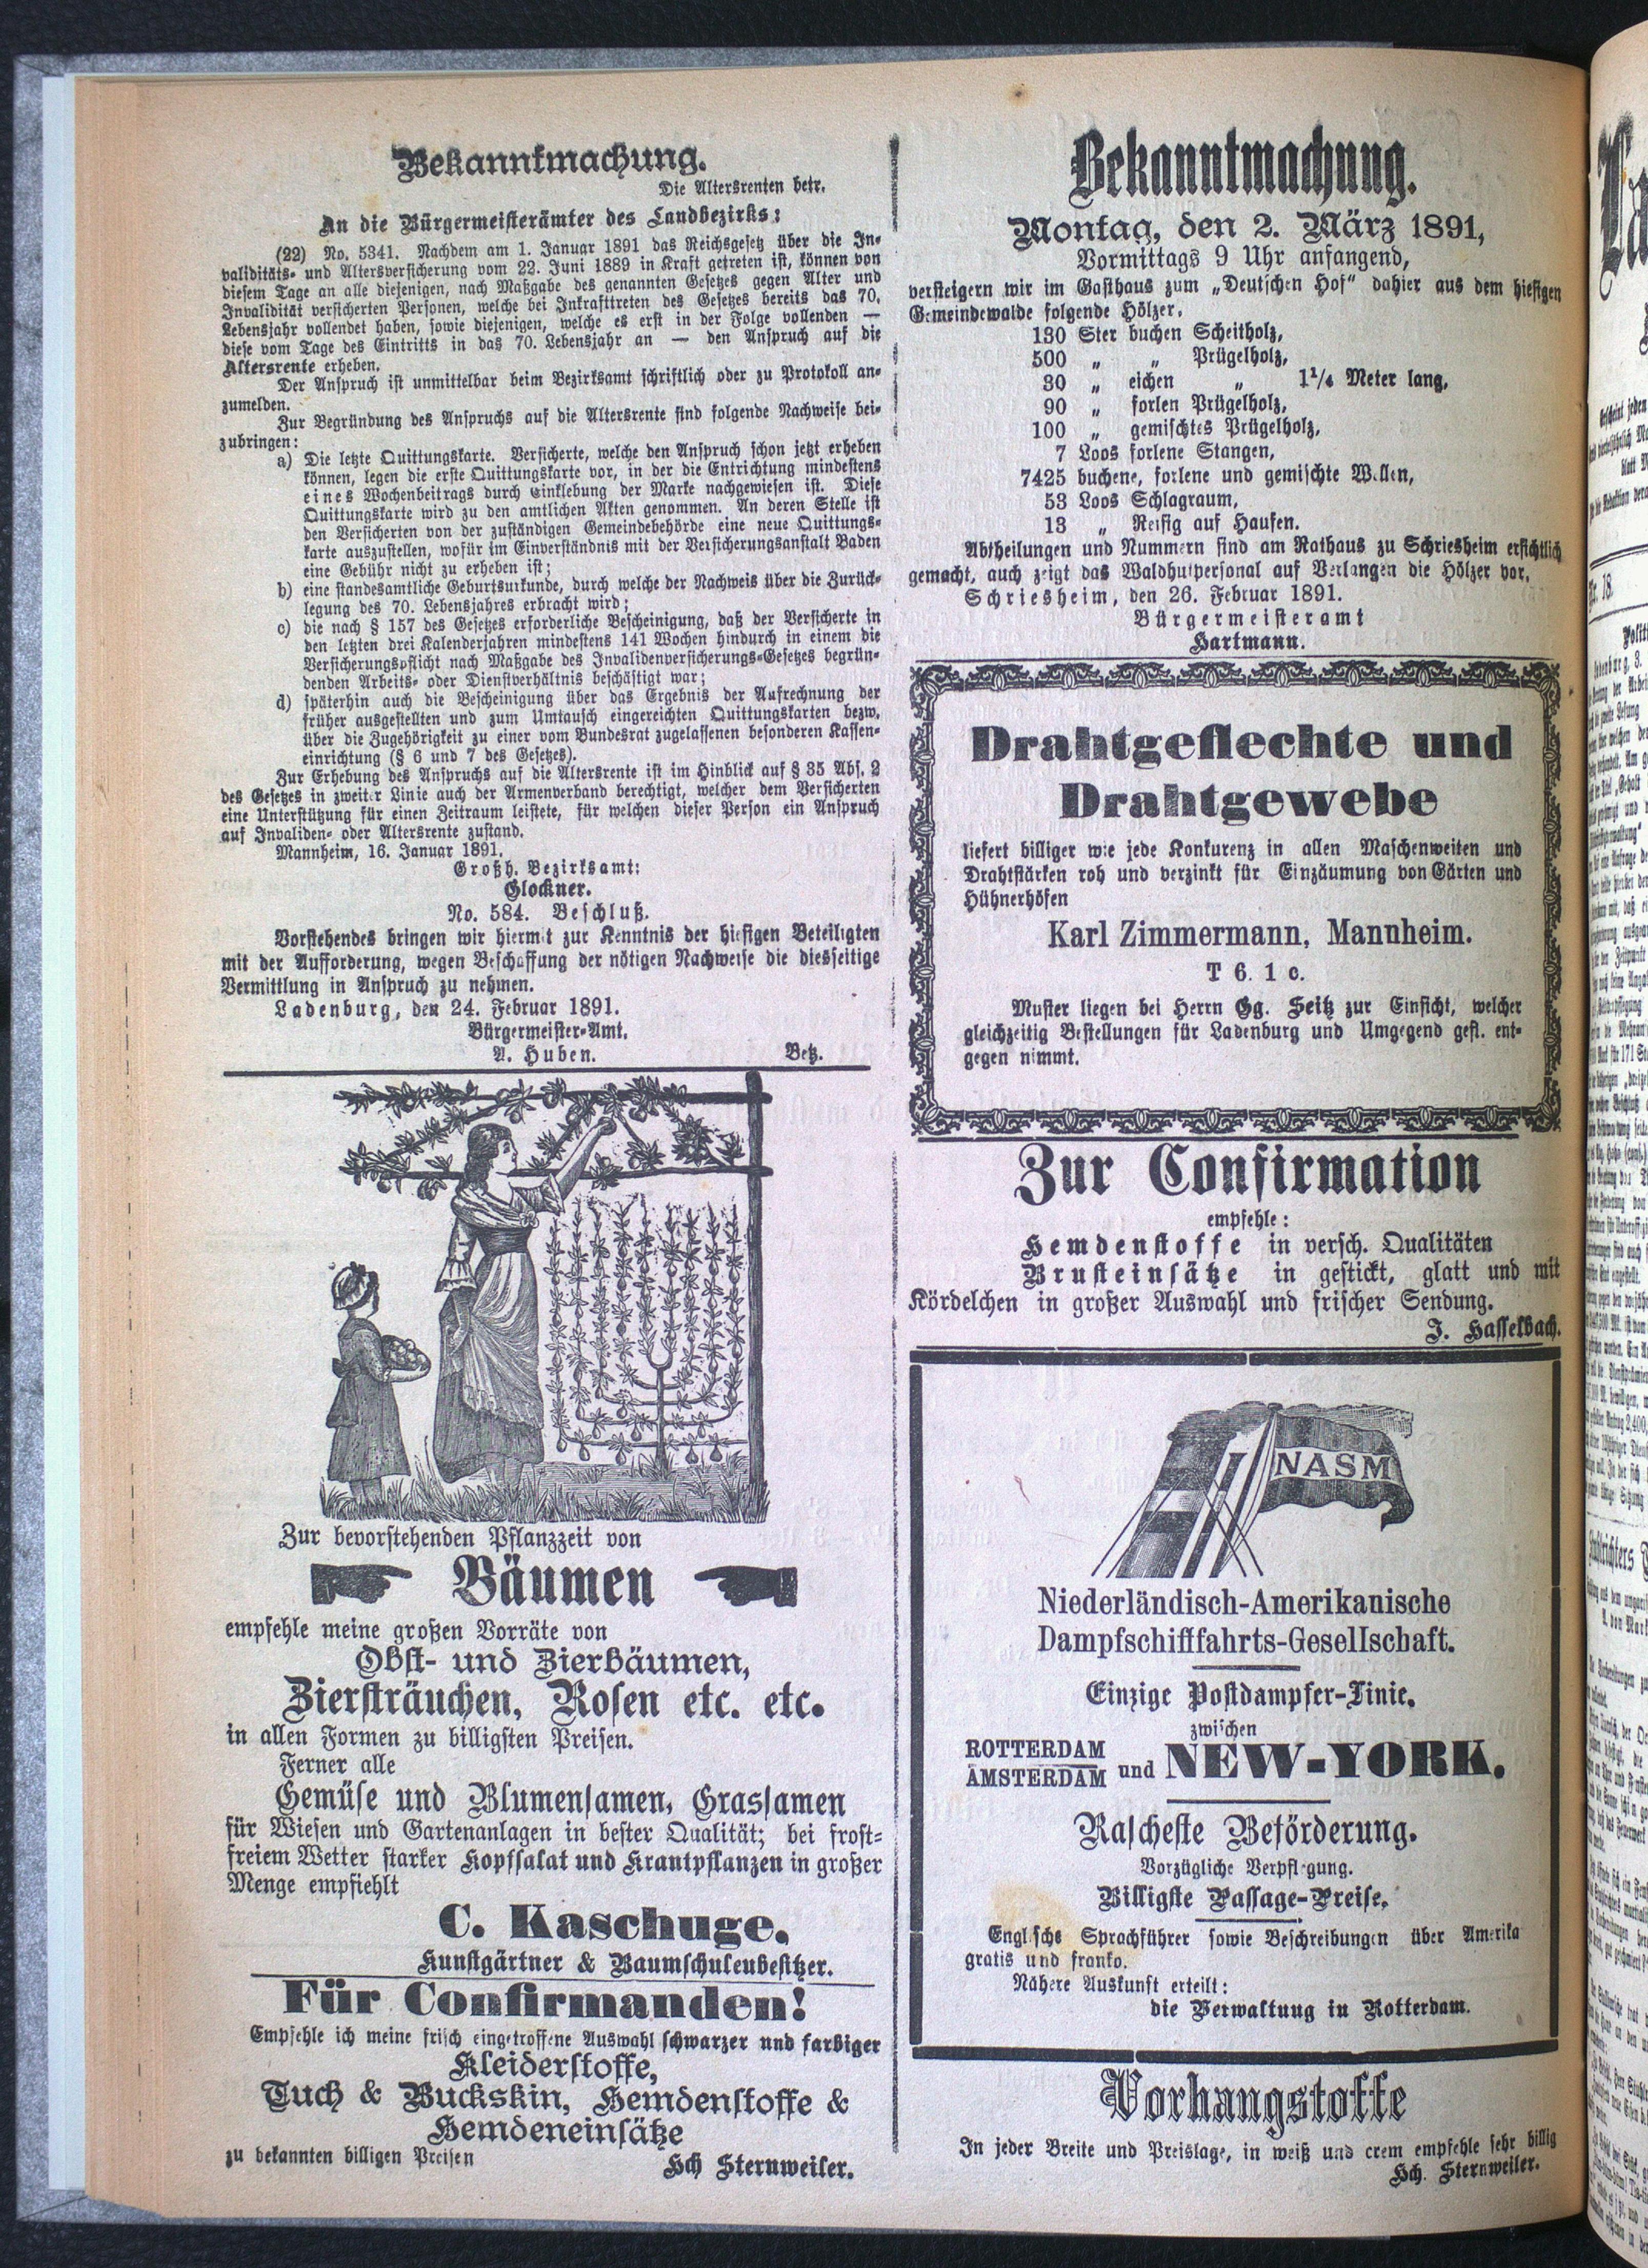 Bekanntmachung.
Die Altersrenten betr.
An die Bürgermeisterämter des Landbezirks:
(22) No. 5341. Nachdem am 1. Januar 1891 das Reichsgesetz über die In-
validitäts- und Altersversicherung vom 22. Juni 1889 in Kraft getreten ist, können von
diesem Tage an alle diejenigen, nach Maßgabe des genannten Gesetzes gegen Alter und
Invalidität versicherten Personen, welche bei Inkrafttreten des Gesetzes bereits das 70.
Lebensjahr vollendet haben, sowie diejenigen, welche es erst in der Folge vollenden —
diese vom Tage des Eintritts in das 70. Lebensjahr an — den Anspruch auf die
Altersrente erheben.
Der Anspruch ist unmittelbar beim Bezirksamt schriftlich oder zu Protokoll an-
zumelden.
Zur Begründung des Anspruchs auf die Altersrente sind folgende Nachweise bei-
zubringen:
a) Die letzte Quittungskarte. Versicherte, welche den Anspruch schon jetzt erheben
können, legen die erste Quittungskarte vor, in der die Entrichtung mindestens
eines Wochenbeitrags durch Einklebung der Marke nachgewiesen ist. Diese
Quittungskarte wird zu den amtlichen Akten genommen. An deren Stelle ist
den Versicherten von der zuständigen Gemeindebehörde eine neue Quittungs-
karte auszustellen, wofür im Einverständnis mit der Versicherungsanstalt Baden
eine Gebühr nicht zu erheben ist;
b) eine standesamtliche Geburtsurkunde, durch welche der Nachweis über die Zurück-
legung des 70. Lebensjahres erbracht wird;
c) die nach § 157 des Gesetzes erforderliche Bescheinigung, daß der Versicherte in
den letzten drei Kalenderjahren mindestens 141 Wochen hindurch in einem die
Versicherungspflicht nach Maßgabe des Invalidenversicherungs-Gesetzes begrün-
denden Arbeits- oder Dienstverhältnis beschäftigt war;
d) späterhin auch die Bescheinigung über das Ergebnis der Aufrechnung der
früher ausgestellten und zum Umtausch eingereichten Quittungskarten bezw.
über die Zugehörigkeit zu einer vom Bundesrat zugelassenen besonderen Kassen-
einrichtung (§ 6 und 7 des Gesetzes).
Zur Erhebung des Anspruchs auf die Altersrente ist im Hinblick auf § 35 Abs. 2
des Gesetzes in zweiter Linie auch der Armenverband berechtigt, welcher dem Versicherten
eine Unterstützung für einen Zeitraum leistete, für welchen dieser Person ein Anspruch
auf Invaliden- oder Altersrente zustand.
Mannheim, 16. Januar 1891.
Großh. Bezirksamt:
Glockner.
No. 584. Beschluß.
Vorstehendes bringen wir hiermit zur Kenntnis der hiesigen Beteiligten
mit der Aufforderung, wegen Beschaffung der nötigen Nachweise die diesseitige
Vermittlung in Anspruch zu nehmen.
Ladenburg, den 24. Februar 1891.
Bürgermeister-Amt.
A. Huben. Betz.
Zur bevorstehenden Pflanzzeit von
Bäumen
empfehle meine großen Vorräte von
Obst- und Zierbäumen,
Ziersträuchen, Rosen etc. etc.
in allen Formen zu billigsten Preisen.
Ferner alle
Gemüse und Blumensamen, Grassamen
für Wiesen und Gartenanlagen in bester Qualität; bei frost-
freiem Wetter starker Kopfsalat und Krautpflanzen in großer
Menge empfiehlt
C. Kaschuge,
Kunstgärtner & Baumschulenbesitzer.
Für Confirmanden!
Empfehle ich meine frisch eingetroffene Auswahl schwarzer und farbiger
Kleiderstoffe,
Tuch & Buckskin, Hemdenstoffe &
Hemdeneinsätze
zu bekannten billigen Preisen
Hch Sternweiler.
Bekanntmachung.
Montag, den 2. März 1891,
Vormittags 9 Uhr anfangend,
versteigern wir im Gasthaus zum „Deutschen Hof“ dahier aus dem hiesigen
Gemeindewalde folgende Hölzer.
130 Ster buchen Scheitholz,
500 „ „ Prügelholz,
30 „ eichen „ 1¼ Meter lang,
90 „ forlen Prügelholz,
100 „ gemischtes Prügelholz,
7 Loos forlene Stangen,
7425 buchene, forlene und gemischte Wellen,
53 Loos Schlagraum,
13 „ Reisig auf Haufen.
Abtheilungen und Nummern sind am Rathaus zu Schriesheim ersichtlich
gemacht, auch zeigt das Waldhutpersonal auf Verlangen die Hölzer vor.
Schriesheim, den 26. Februar 1891.
Bürgermeisteramt
Hartmann.
Drahtgeflechte und
Drahtgewebe
liefert billiger wie jede Konkurenz in allen Maschenweiten und
Drahtstärken roh und verzinkt für Einzäumung von Gärten und
Hühnerhöfen
Karl Zimmermann, Mannheim.
T 6. 1 c.
Muster liegen bei Herrn Gg. Seitz zur Einsicht, welcher
gleichzeitig Bestellungen für Ladenburg und Umgegend gefl. ent-
gegen nimmt.
Zur Confirmation
empfehle:
Hemdenstoffe in versch. Qualitäten
Brusteinsätze in gestickt, glatt und mit
Kördelchen in großer Auswahl und frischer Sendung.
J. Hasselbach.
NASM
Niederländisch-Amerikanische
Dampfschifffahrts-Gesellschaft.
Einzige Postdampfer-Linie.
zwischen
ROTTERDAM
AMSTERDAM und NEW-YORK.
Rascheste Beförderung.
Vorzügliche Verpflegung.
Billigste Passage-Preise.
Englische Sprachführer sowie Beschreibungen über Amerika
gratis und franko.
Nähere Auskunft erteilt:
die Verwaltung in Rotterdam.
Vorhangstoffe
In jeder Breite und Preislage, in weiß und crem empfehle sehr billig
Hch. Sternweiler.